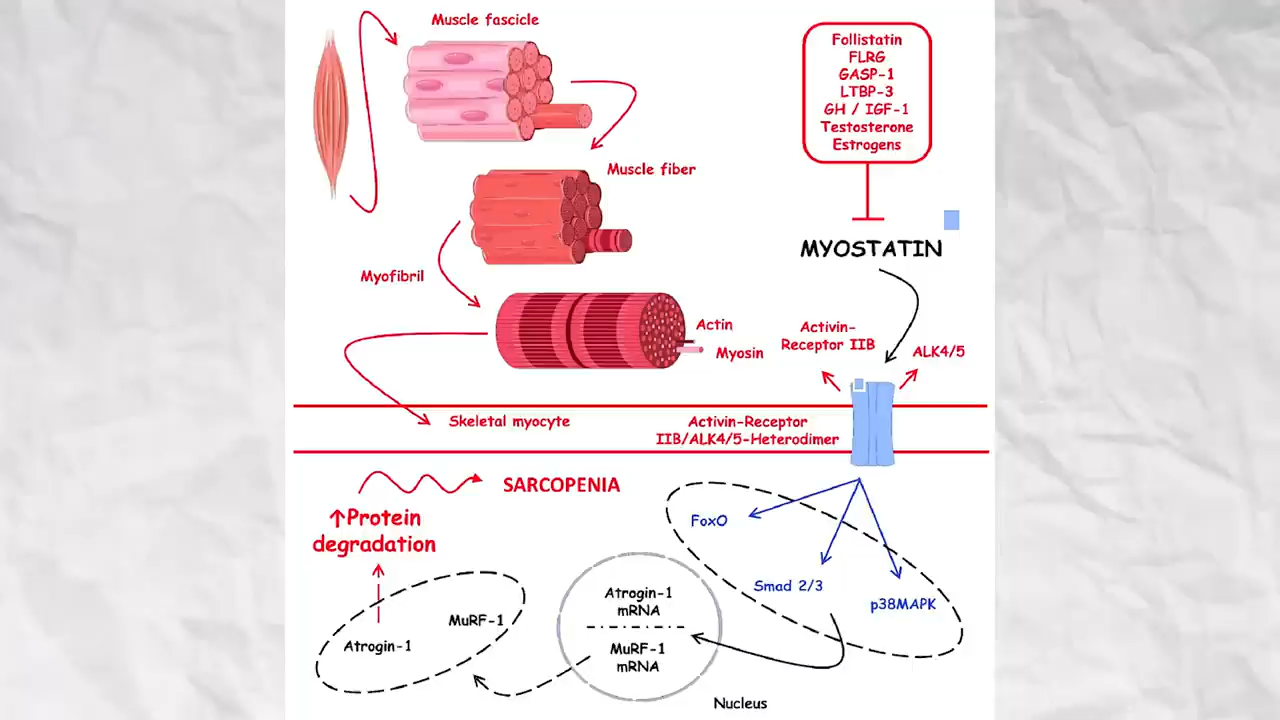 Muscle fascicle
Muscle fiber
Myofibril
Actin
Myosin
Skeletal myocyte
Follistatin
FLRG
GASP-1
LTBP-3
GH / IGF-1
Testosterone
Estrogens
MYOSTATIN
Activin-
Receptor IIB
ALK4/5
Activin-Receptor
IIB/ALK4/5-Heterodimer
SARCOPENIA
↑Protein
degradation
Atrogin-1
MuRF-1
Atrogin-1
mRNA
MuRF-1
mRNA
Nucleus
FoxO
Smad 2/3
p38MAPK